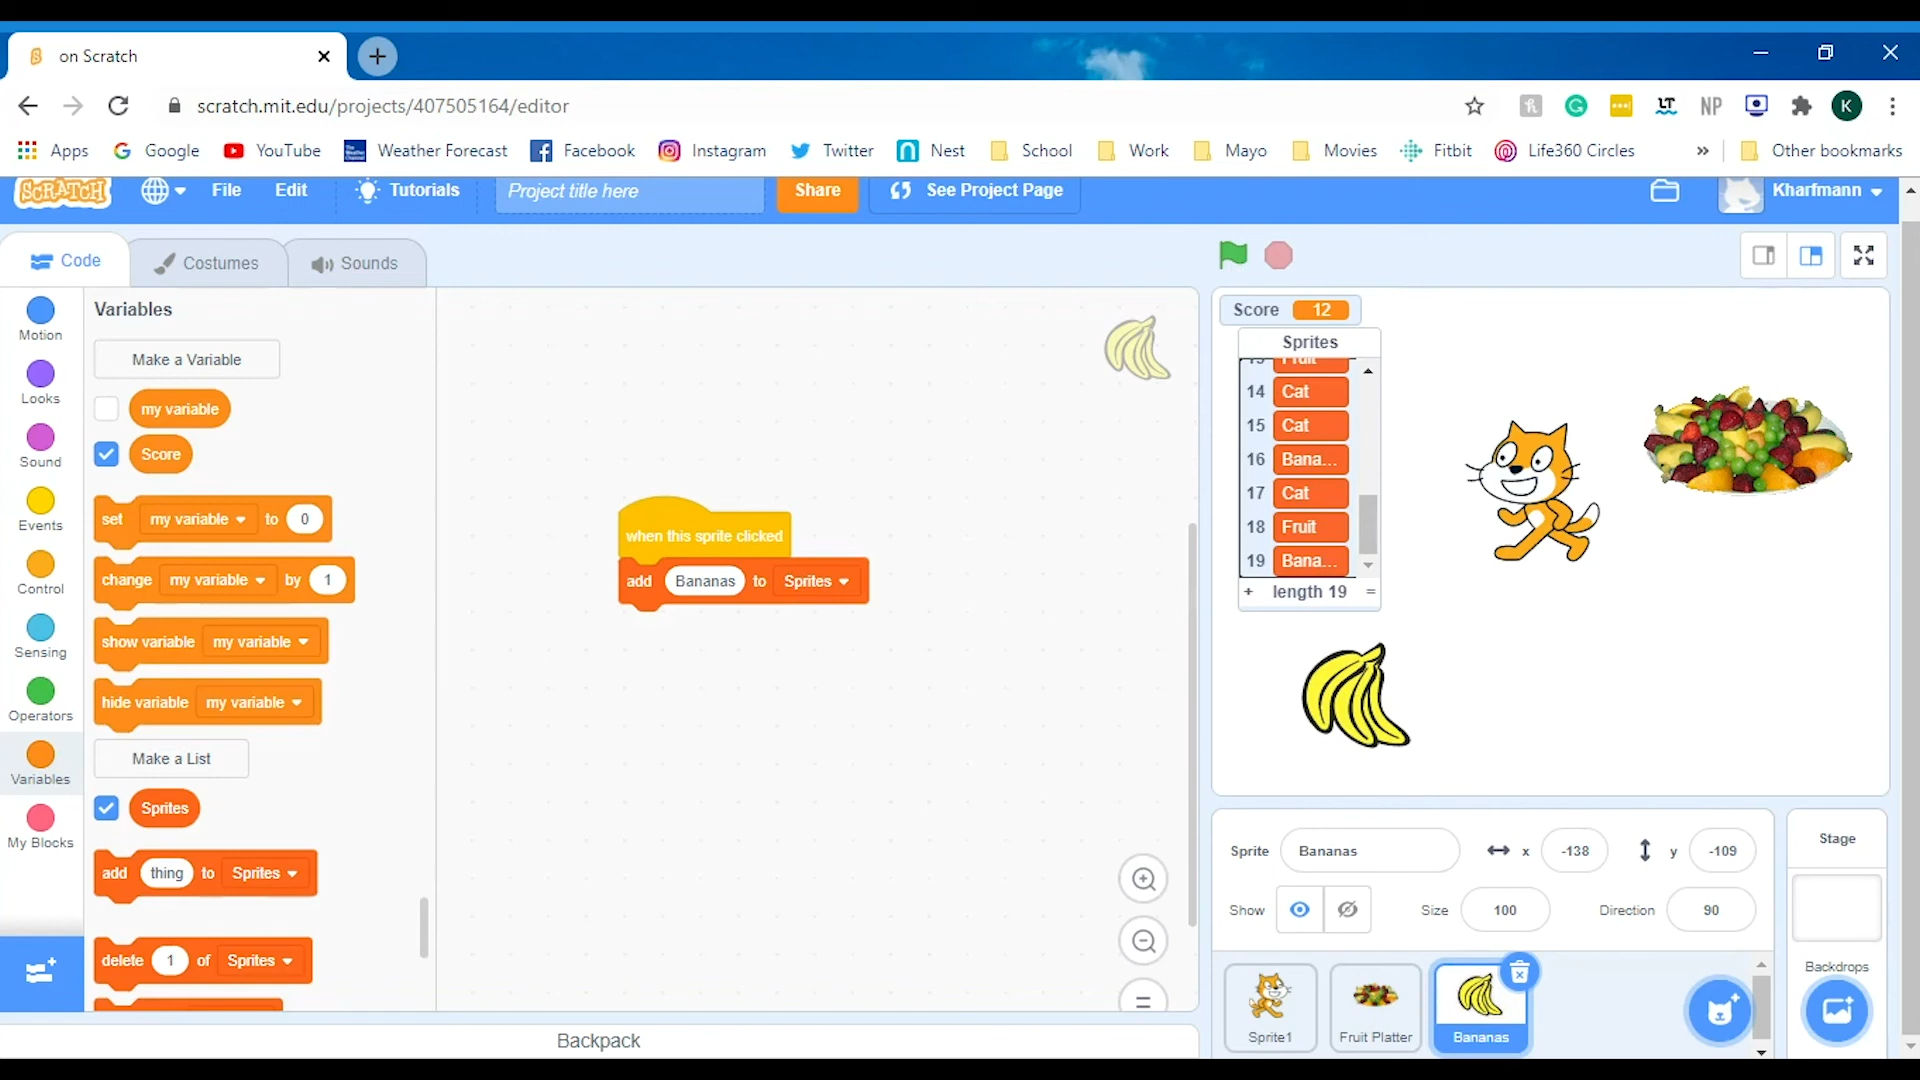 on Scratch
scratch.mit.edu/projects/407505164/editor
K
Apps Google YouTube Weather Forecast Facebook Instagram Twitter Nest School Work Mayo Movies Fitbit Life360 Circles » Other bookmarks
SCRATCH File Edit Tutorials Project title here Share See Project Page Kharfmann
Code Costumes Sounds
Motion
Looks
Sound
Events
Control
Sensing
Operators
Variables
My Blocks
Variables
Make a Variable
my variable
Score
set my variable to 0
change my variable by 1
show variable my variable
hide variable my variable
Make a List
Sprites
add thing to Sprites
delete 1 of Sprites
when this sprite clicked
add Bananas to Sprites
Backpack
Score 12
Sprites
13 Fruit
14 Cat
15 Cat
16 Bana...
17 Cat
18 Fruit
19 Bana...
+ length 19 =
Sprite Bananas x -138 y -109
Show Size 100 Direction 90
Sprite1 Fruit Platter Bananas
Stage
Backdrops